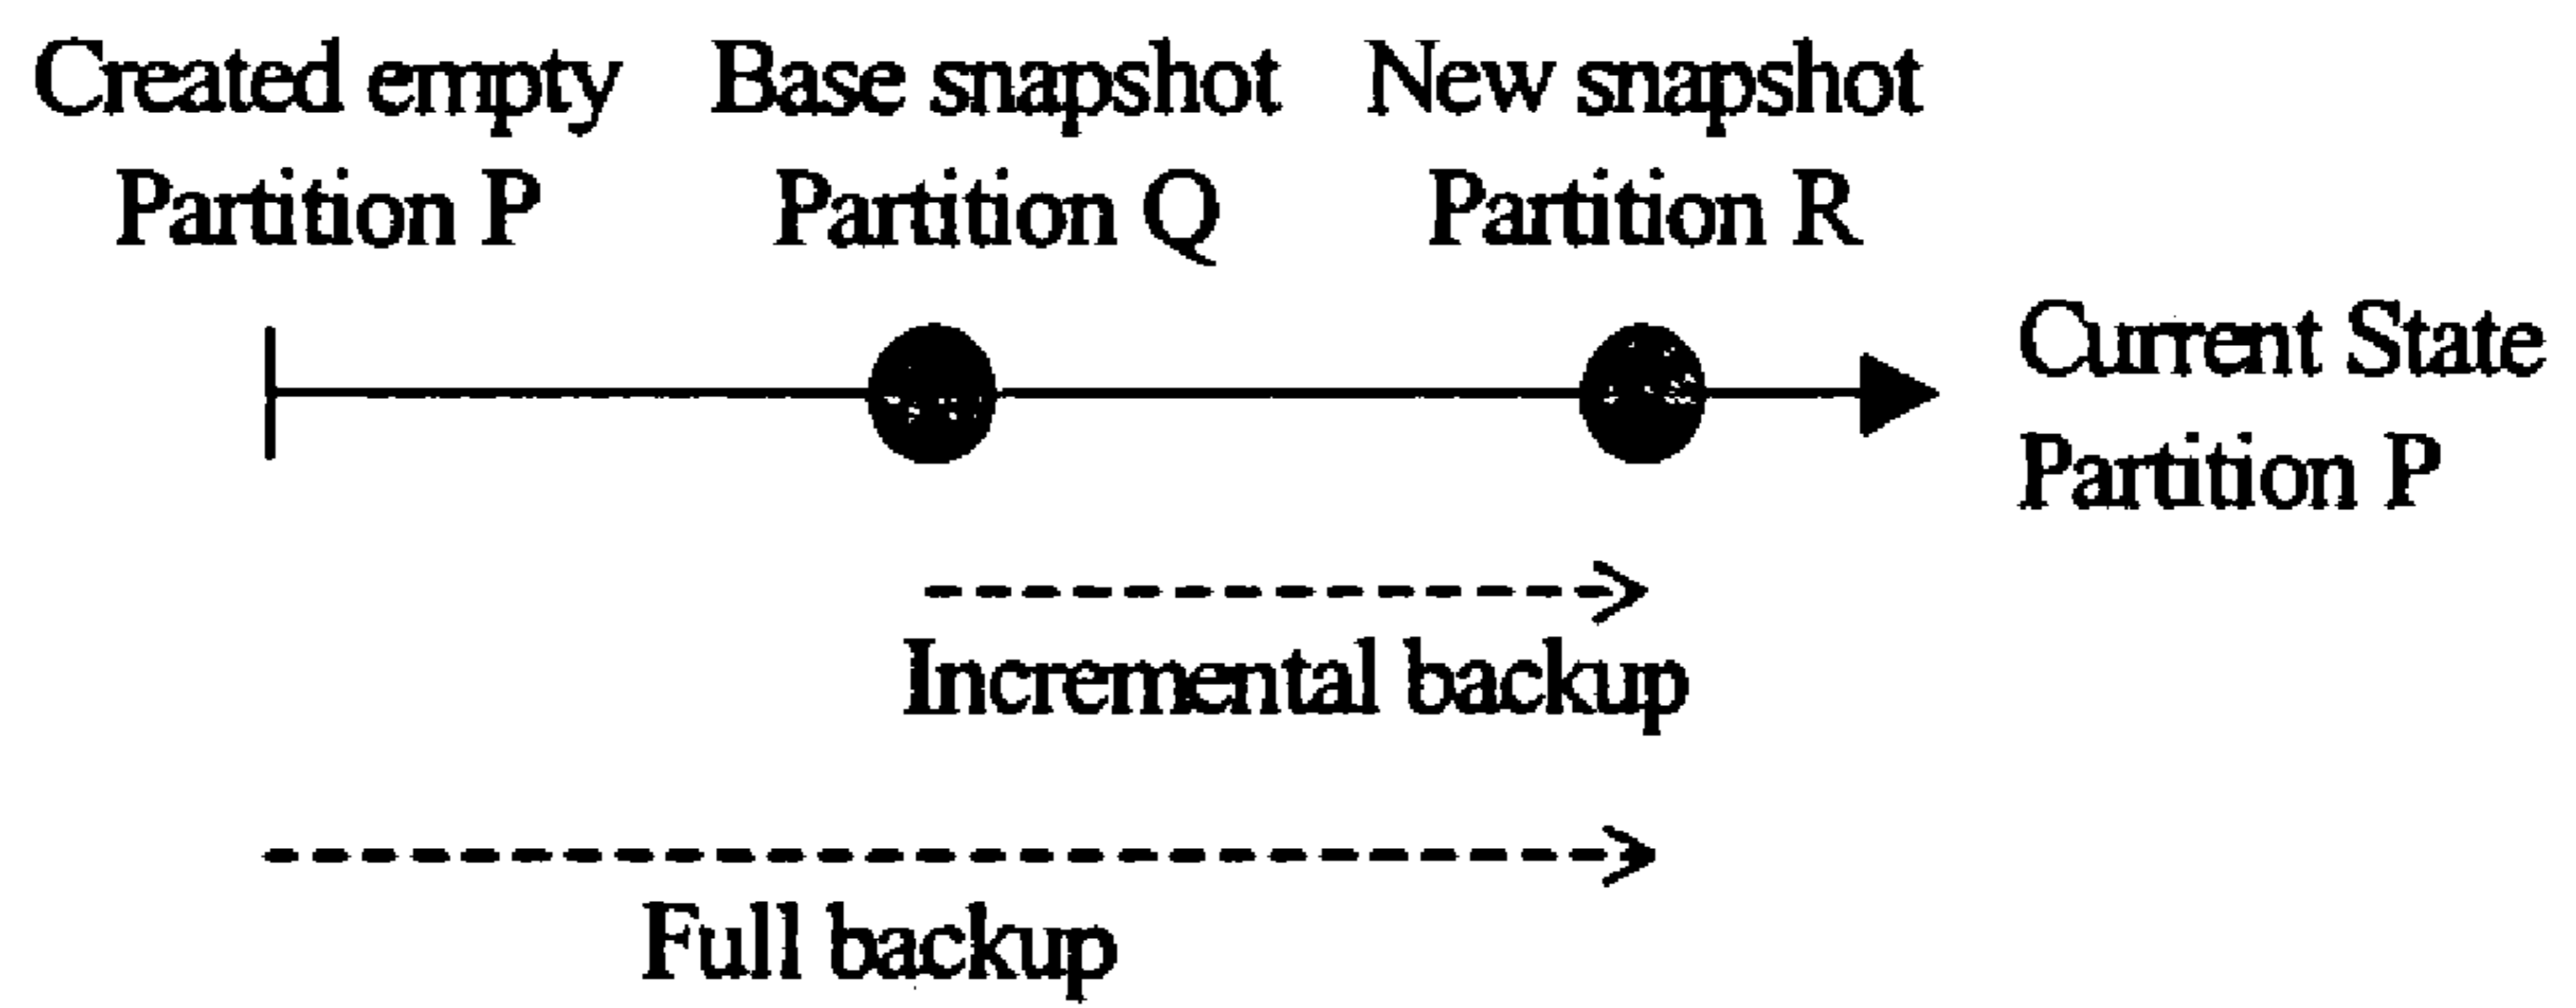 Created empty
Partition P
Base snapshot
Partition Q
New snapshot
Partition R
Current State
Partition P
Incremental backup
Full backup